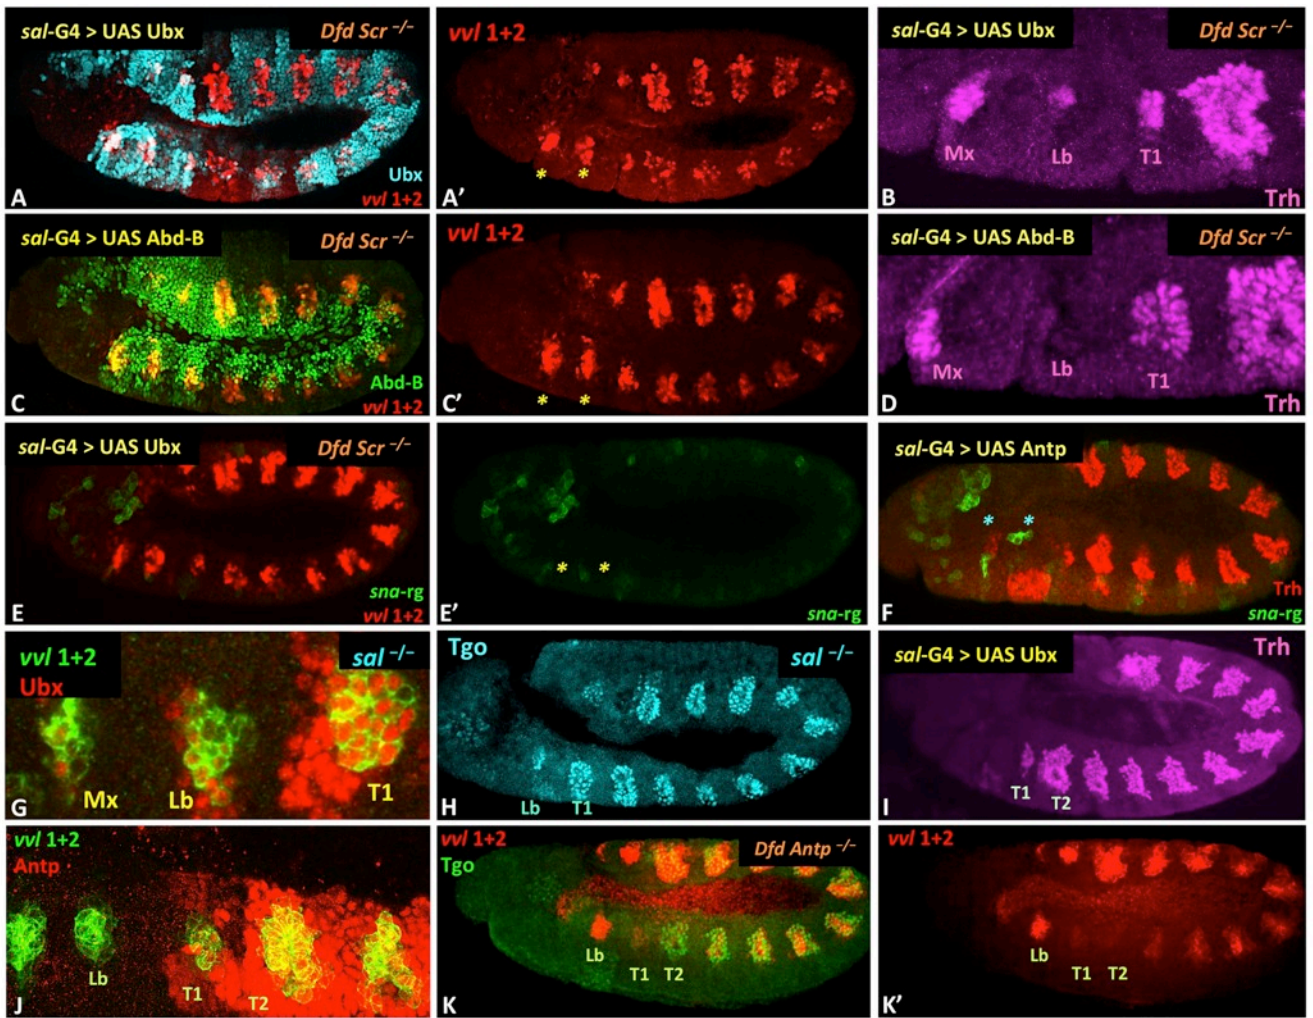 sal-G4 > UAS Ubx Dfd Scr −/−
Ubx
A vvl 1+2
vvl 1+2
* *
A′
sal-G4 > UAS Ubx Dfd Scr −/−
Mx Lb T1
B Trh
sal-G4 > UAS Abd-B Dfd Scr −/−
Abd-B
C vvl 1+2
vvl 1+2
C′ * *
sal-G4 > UAS Abd-B Dfd Scr −/−
Mx Lb T1
D Trh
sal-G4 > UAS Ubx Dfd Scr −/−
sna-rg
E vvl 1+2
* *
E′ sna-rg
sal-G4 > UAS Antp
* *
Trh
F sna-rg
vvl 1+2 sal −/−
Ubx
G Mx Lb T1
Tgo sal −/−
H Lb T1
sal-G4 > UAS Ubx Trh
T1
I T2
vvl 1+2
Antp
Lb
T1
J T2
vvl 1+2 Dfd Antp −/−
Tgo
Lb
T1 T2
K
vvl 1+2
Lb
T1 T2
K′